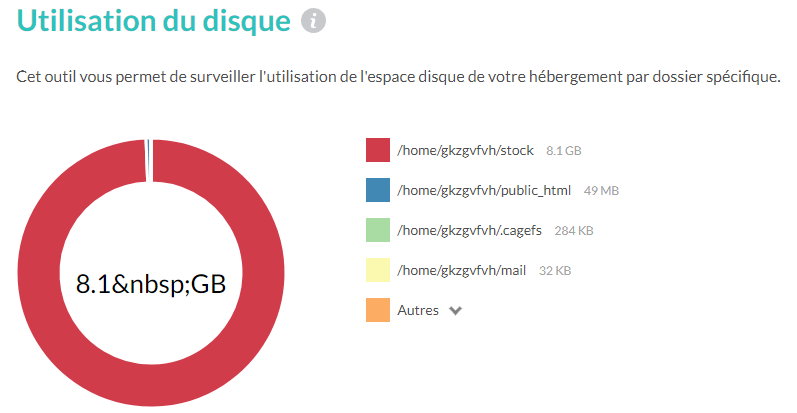 Utilisation du disque i
Cet outil vous permet de surveiller l'utilisation de l'espace disque de votre hébergement par dossier spécifique.
8.1&nbsp;GB
/home/gkzgvfvh/stock 8.1 GB
/home/gkzgvfvh/public_html 49 MB
/home/gkzgvfvh/.cagefs 284 KB
/home/gkzgvfvh/mail 32 KB
Autres